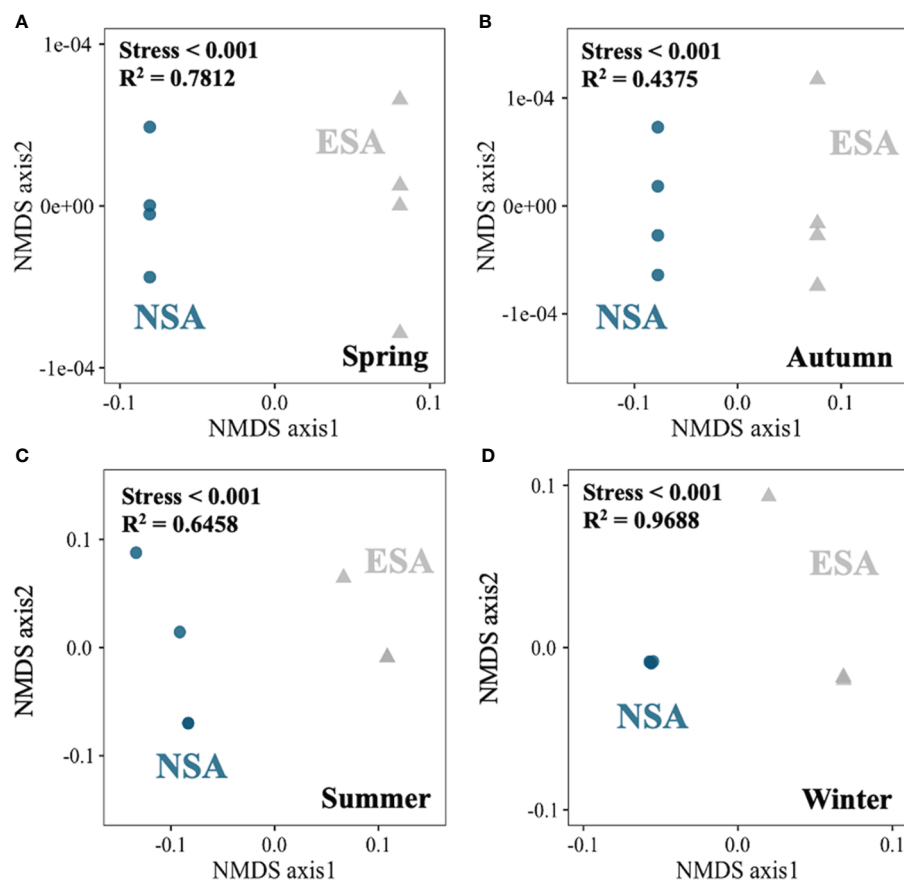 A
Stress < 0.001
R² = 0.7812
ESA
NSA
Spring
1e-04
0e+00
-1e-04
NMDS axis2
-0.1 0.0 0.1
NMDS axis1
B
Stress < 0.001
R² = 0.4375
ESA
NSA
Autumn
1e-04
0e+00
-1e-04
NMDS axis2
-0.1 0.0 0.1
NMDS axis1
C
Stress < 0.001
R² = 0.6458
ESA
NSA
Summer
0.1
0.0
-0.1
NMDS axis2
-0.1 0.0 0.1
NMDS axis1
D
Stress < 0.001
R² = 0.9688
ESA
NSA
Winter
0.1
0.0
-0.1
NMDS axis2
-0.1 0.0 0.1
NMDS axis1